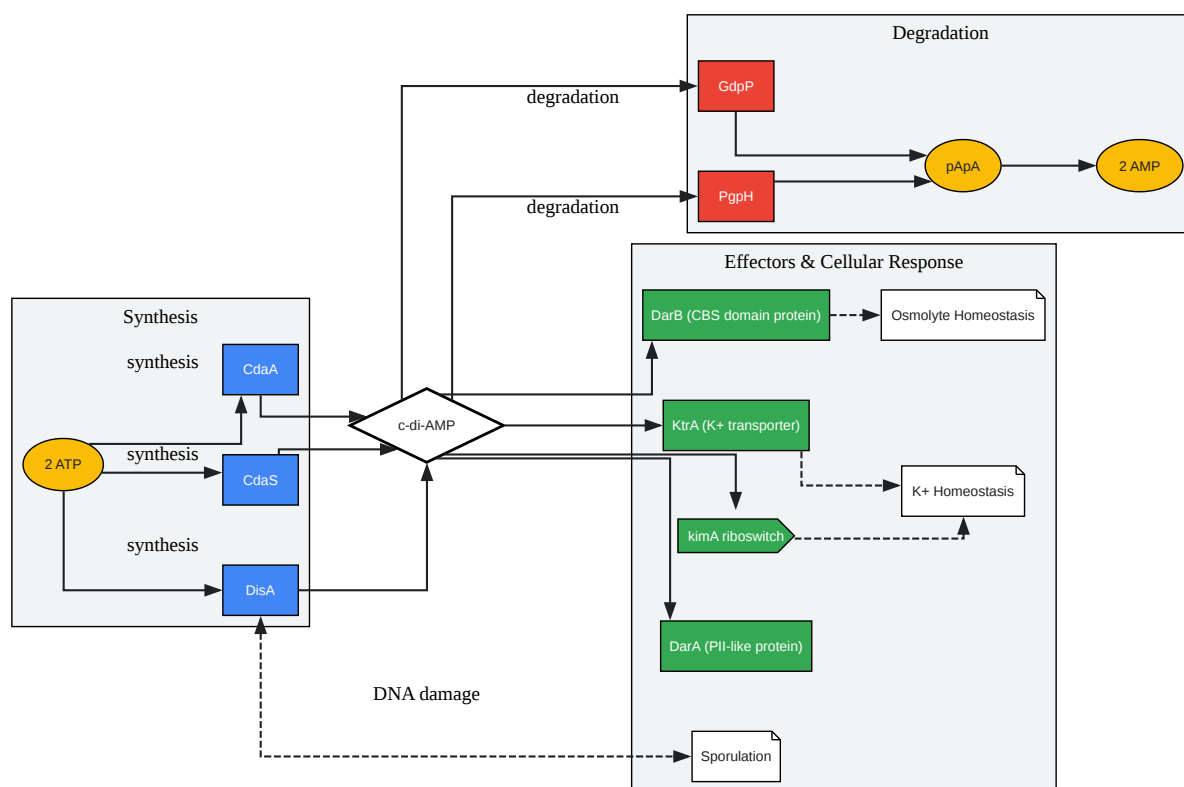 Degradation
GdpP
degradation
pApA
2 AMP
PgpH
degradation
Effectors & Cellular Response
DarB (CBS domain protein)
Osmolyte Homeostasis
Synthesis
synthesis
CdaA
c-di-AMP
KtrA (K+ transporter)
synthesis
2 ATP
CdaS
K+ Homeostasis
kimA riboswitch
synthesis
DisA
DarA (PII-like protein)
DNA damage
Sporulation